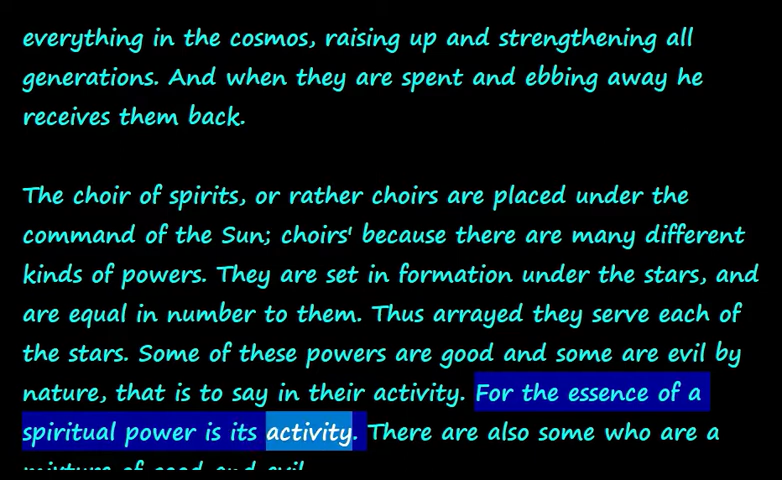 everything in the cosmos, raising up and strengthening all
generations. And when they are spent and ebbing away he
receives them back.
The choir of spirits, or rather choirs are placed under the
command of the Sun; choirs' because there are many different
kinds of powers. They are set in formation under the stars, and
are equal in number to them. Thus arrayed they serve each of
the stars. Some of these powers are good and some are evil by
nature, that is to say in their activity. For the essence of a
spiritual power is its activity. There are also some who are a
mixture of good and evil.